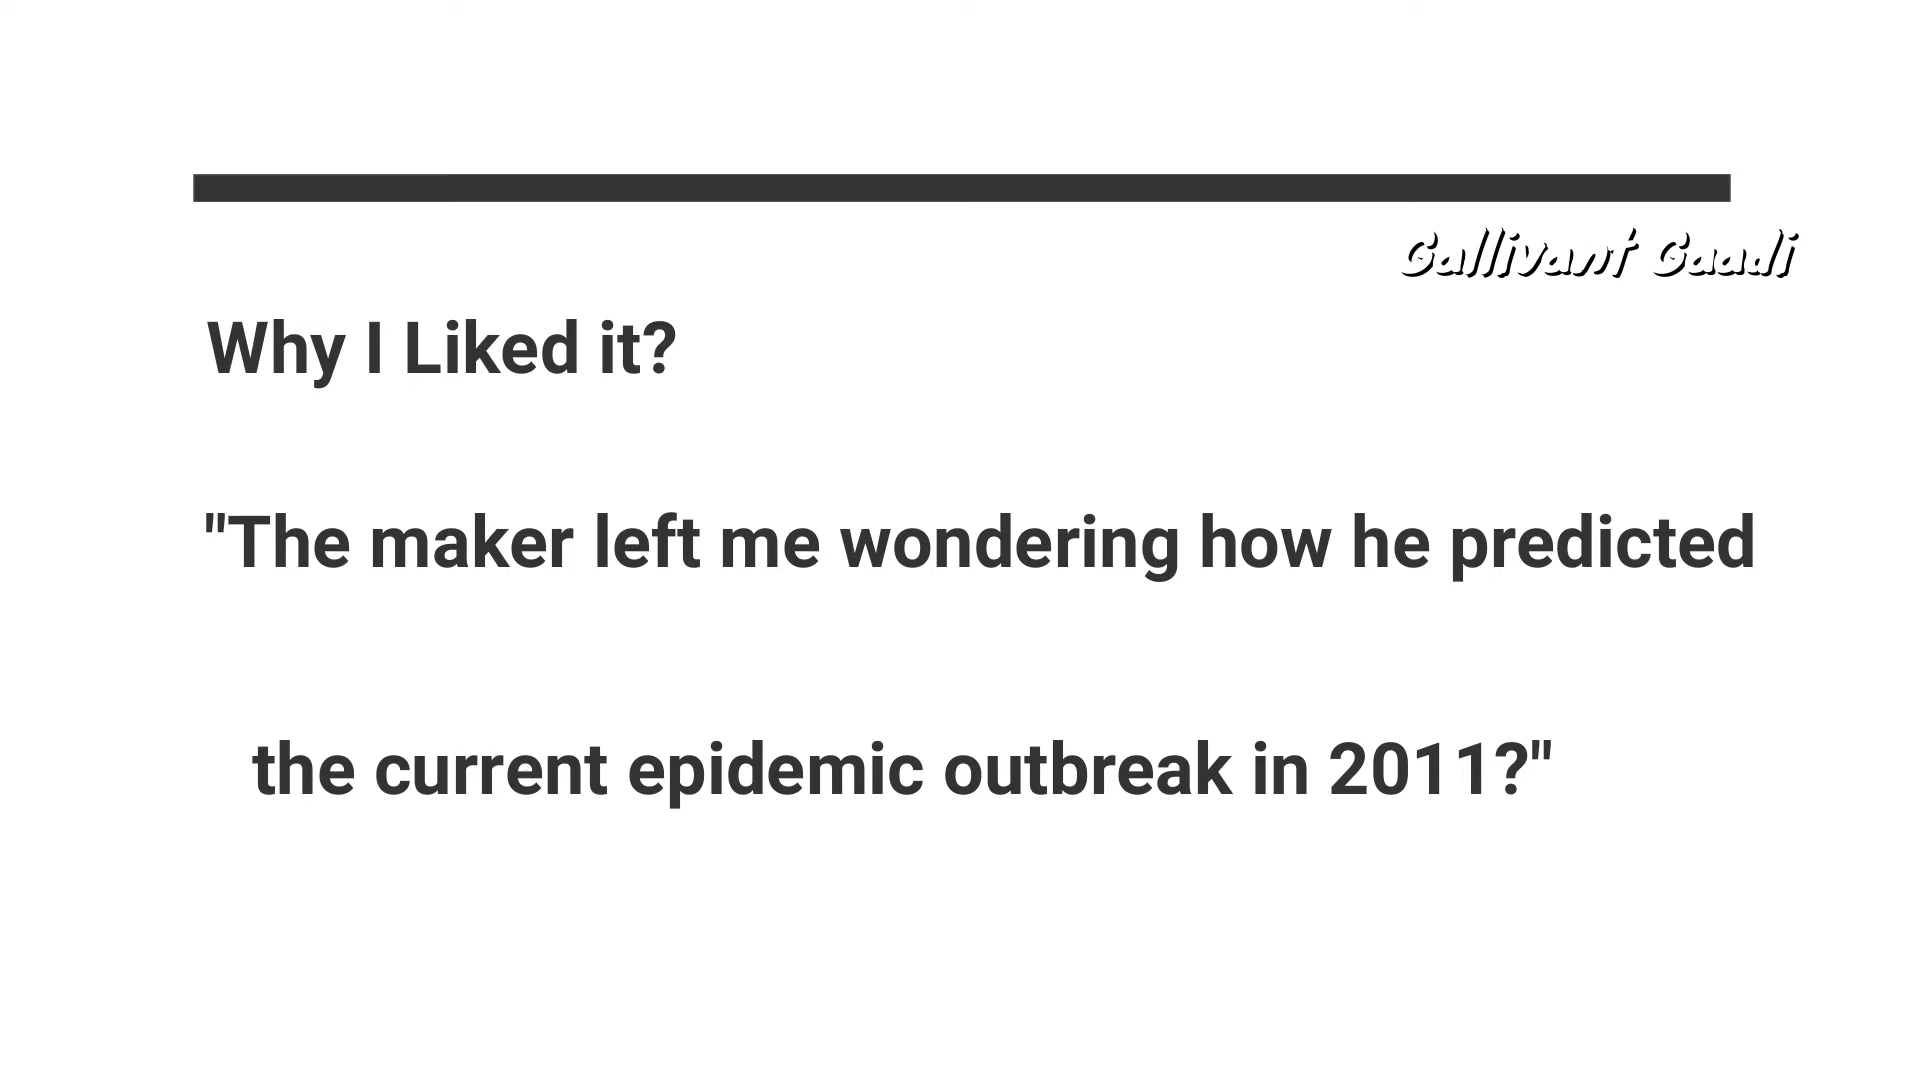 Gallivant Gaadi
Why I Liked it?
"The maker left me wondering how he predicted
the current epidemic outbreak in 2011?"